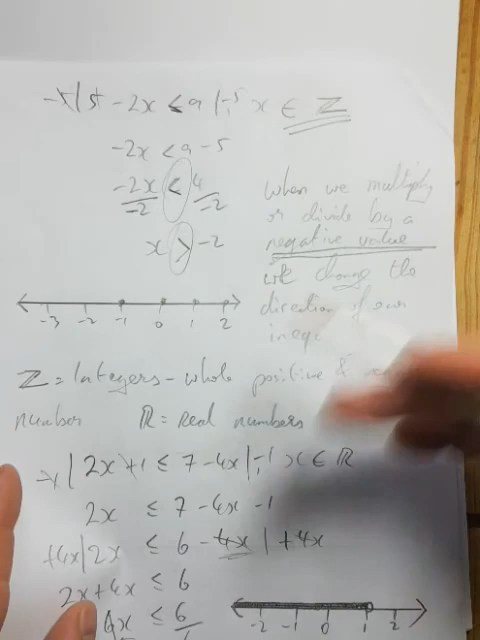 -5 | 5 - 2x < 9 | -5 x ∈ ℤ
-2x < 9 - 5
-2x < 4
-2 -2
x > -2
when we multiply
or divide by a
negative value
we change the
direction of our
-3 -2 -1 0 1 2
ℤ = Integers - whole positive &
number ℝ = real numbers
-1 | 2x + 1 ≤ 7 - 4x | -1 x ∈ ℝ
2x ≤ 7 - 4x - 1
+4x | 2x ≤ 6 - 4x | +4x
2x + 4x ≤ 6
6x ≤ 6
-2 -1 0 1 2